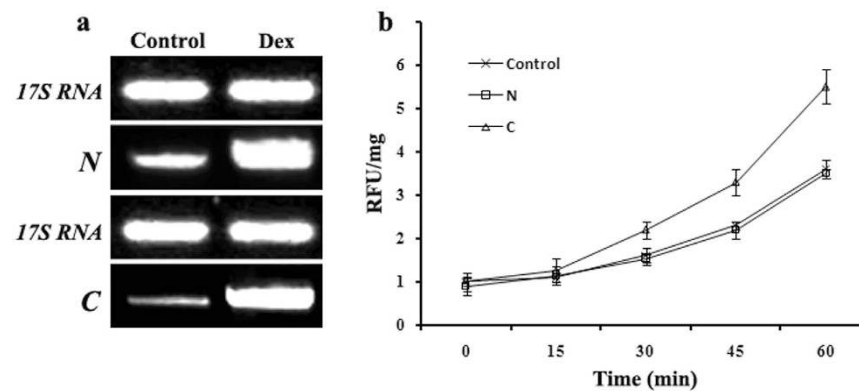 a
Control Dex
17S RNA
N
17S RNA
C
b
Control
N
C
RFU/mg
7
6
5
4
3
2
1
0
0 15 30 45 60
Time (min)